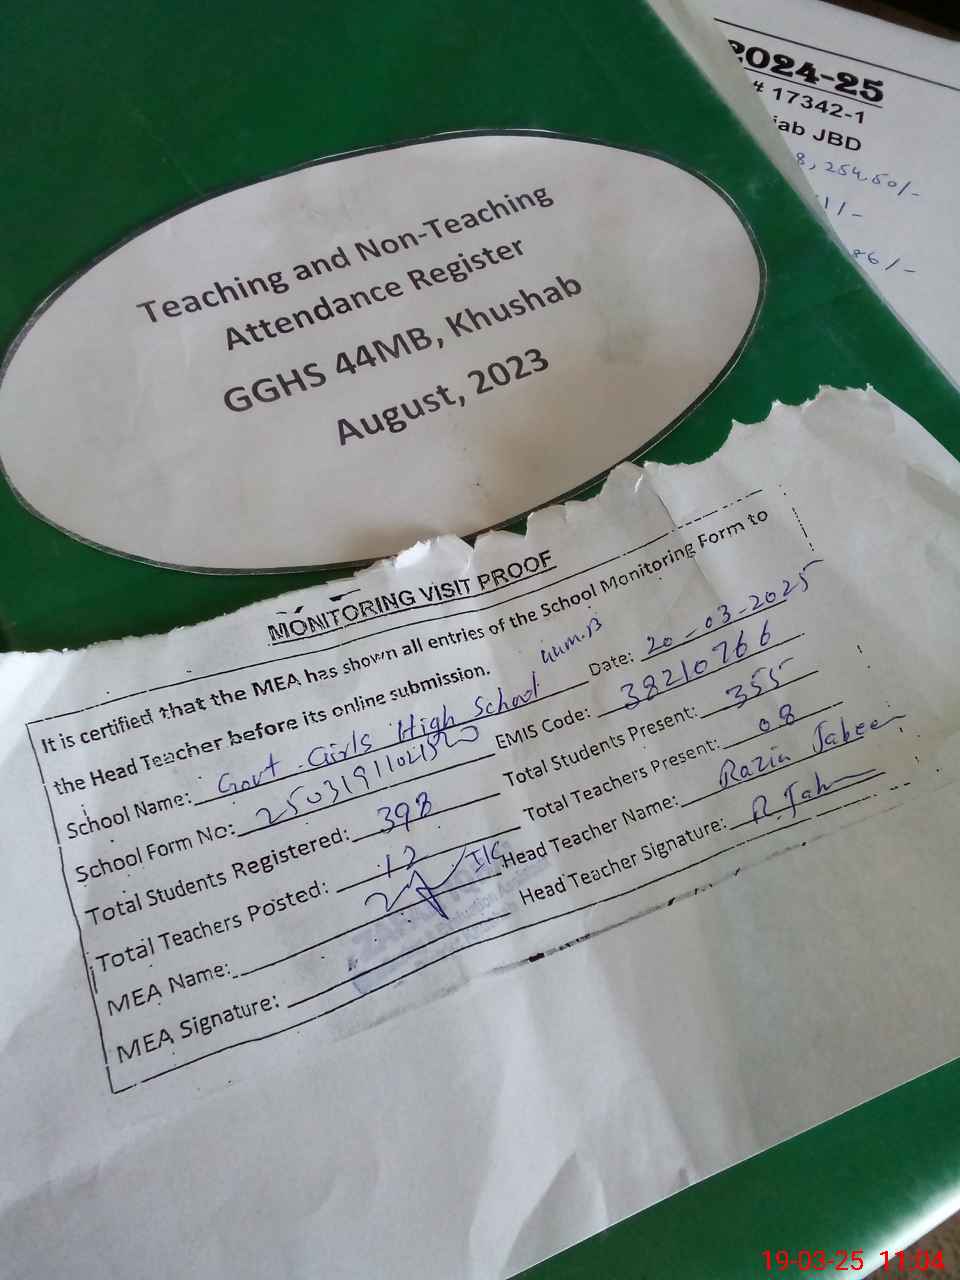 2024-25
# 17342-1
jab JBD
8,254.50/-
1/-
86/-
Teaching and Non-Teaching
Attendance Register
GGHS 44MB, Khushab
August, 2023
MONITORING VISIT PROOF
It is certified that the MEA has shown all entries of the School Monitoring Form to
the Head Teacher before its online submission.
School Name: Govt. Girls High School 44M.B Date: 20-03-2025
School Form No: EMIS Code: 38210766
Total Students Registered: 398 Total Students Present: 355
Total Teachers Posted: 12 Total Teachers Present: 08
MEA Name: Head Teacher Name: Razia Jabeen
MEA Signature: Head Teacher Signature:
19-03-25 11:04